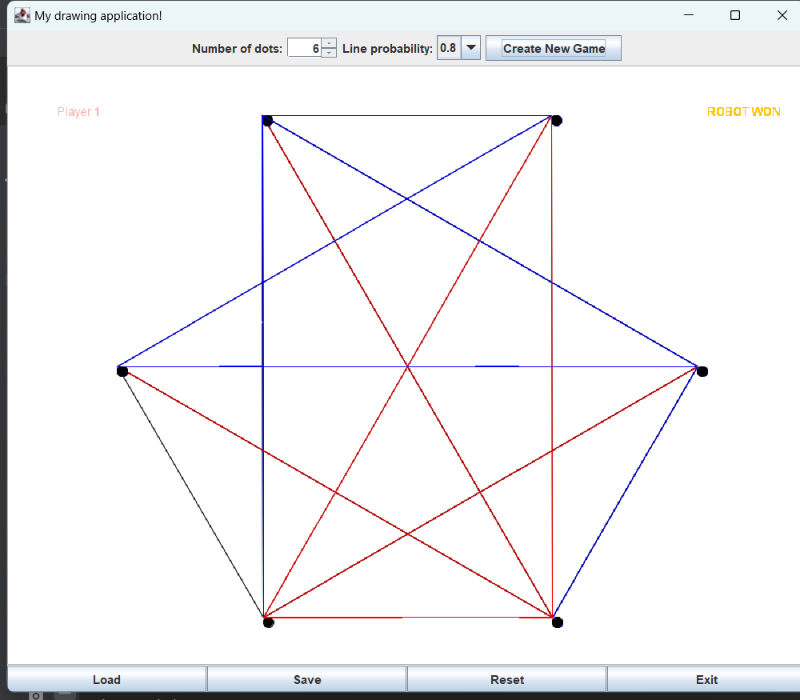 My drawing application!
Number of dots: 6 Line probability: 0.8 Create New Game
Player 1
WON
Load Save Reset Exit